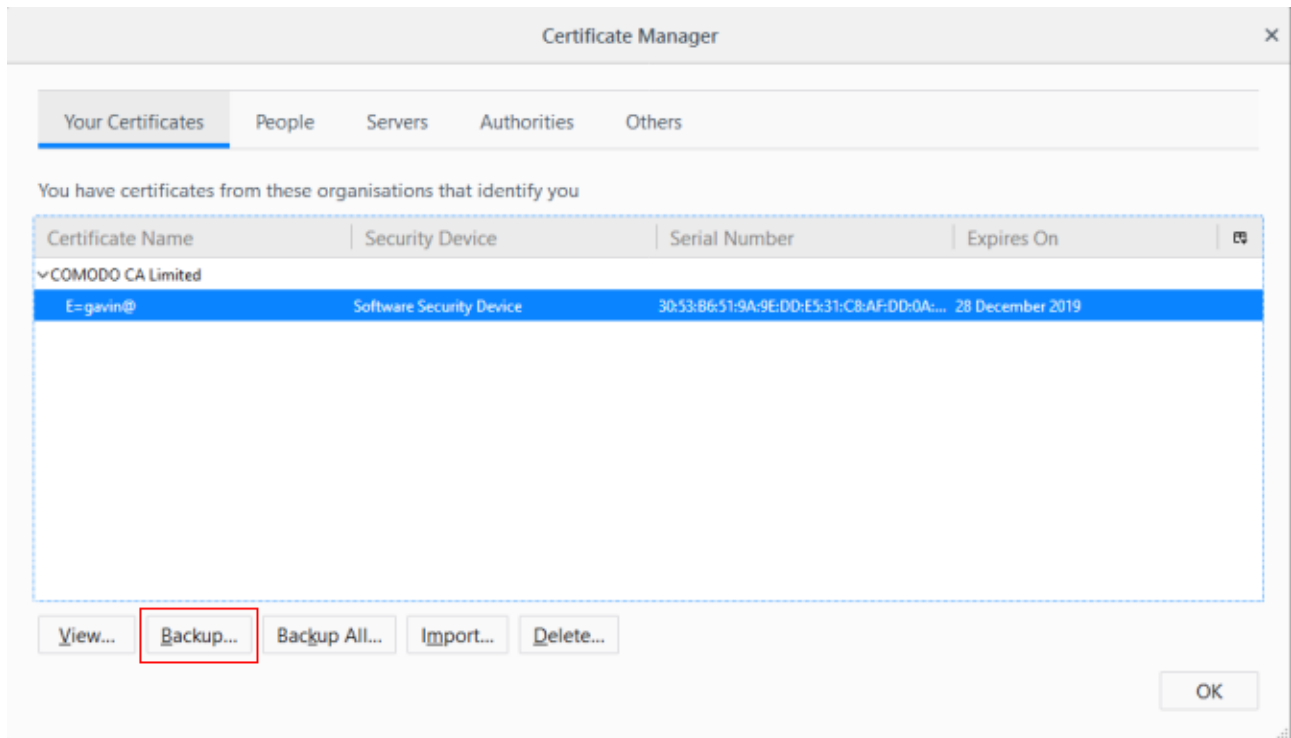 Certificate Manager
Your Certificates People Servers Authorities Others
You have certificates from these organisations that identify you
Certificate Name Security Device Serial Number Expires On
COMODO CA Limited
E=gavin@ Software Security Device 30:53:B6:51:9A:9E:DD:E5:31:C8:AF:DD:0A:... 28 December 2019
View... Backup... Backup All... Import... Delete...
OK